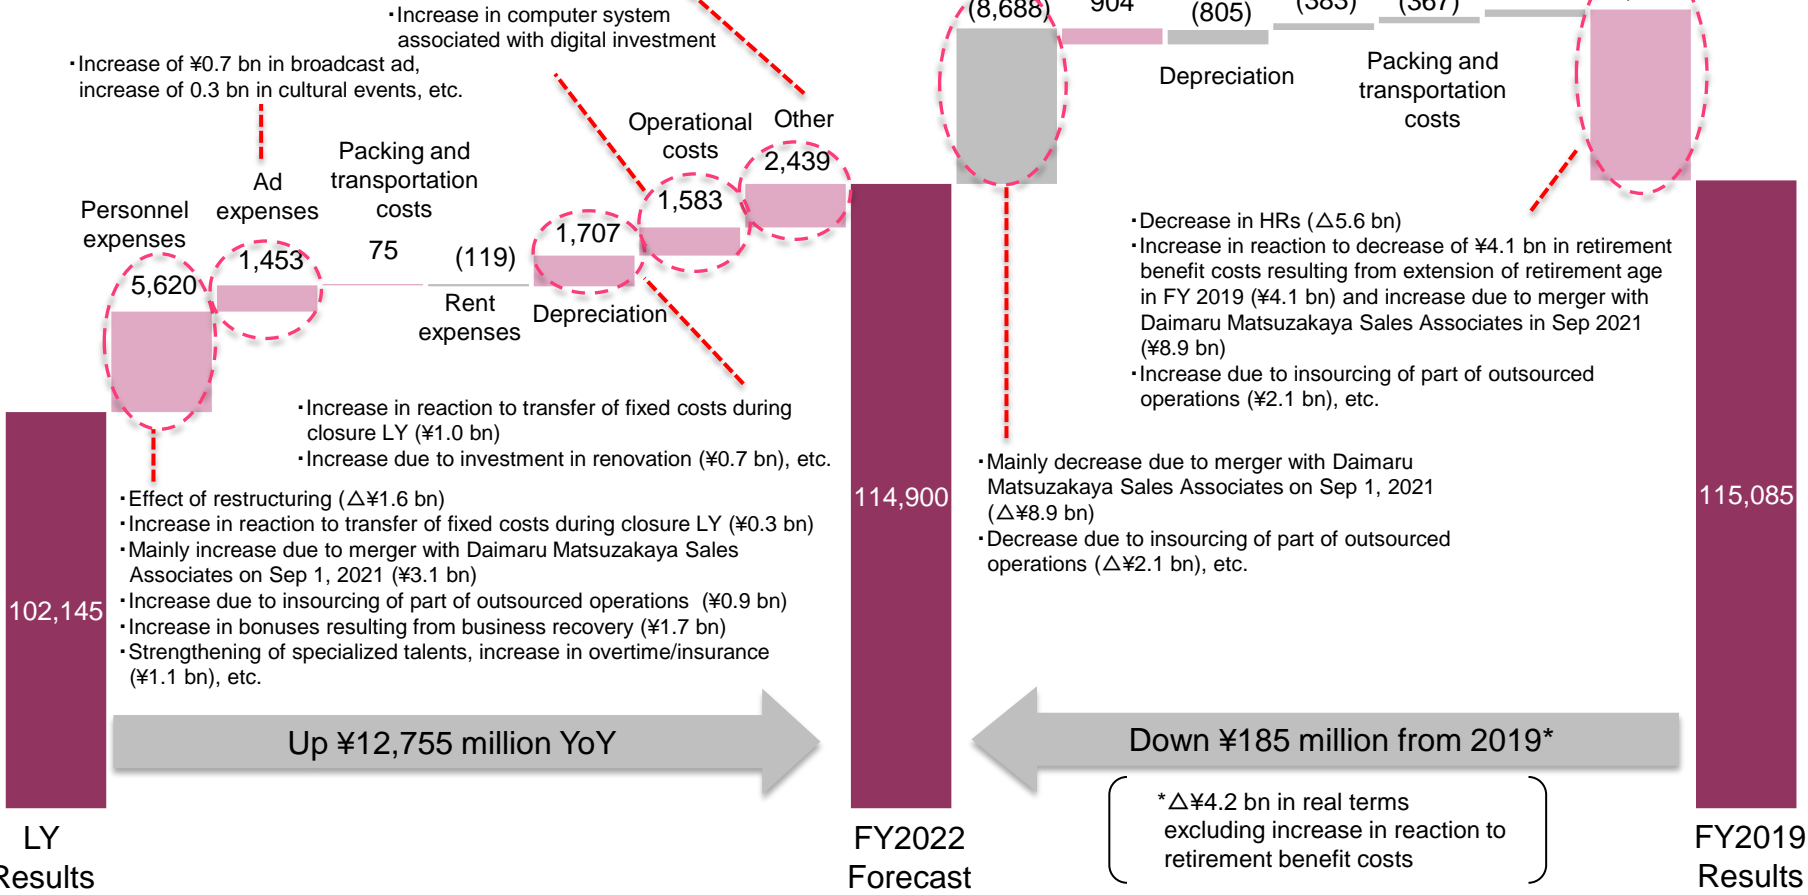 ・Increase in computer system
associated with digital investment
・Increase of ¥0.7 bn in broadcast ad,
increase of 0.3 bn in cultural events, etc.
Personnel
expenses
5,620
Ad
expenses
1,453
Packing and
transportation
costs
75
(119)
Rent
expenses
1,707
Depreciation
Operational
costs
1,583
Other
2,439
・Increase in reaction to transfer of fixed costs during
closure LY (¥1.0 bn)
・Increase due to investment in renovation (¥0.7 bn), etc.
・Effect of restructuring (△¥1.6 bn)
・Increase in reaction to transfer of fixed costs during closure LY (¥0.3 bn)
・Mainly increase due to merger with Daimaru Matsuzakaya Sales
Associates on Sep 1, 2021 (¥3.1 bn)
・Increase due to insourcing of part of outsourced operations (¥0.9 bn)
・Increase in bonuses resulting from business recovery (¥1.7 bn)
・Strengthening of specialized talents, increase in overtime/insurance
(¥1.1 bn), etc.
102,145
Up ¥12,755 million YoY
LY
Results
114,900
FY2022
Forecast
(8,688)
904
(805)
Depreciation
(383)
(367)
Packing and
transportation
costs
・Decrease in HRs (△5.6 bn)
・Increase in reaction to decrease of ¥4.1 bn in retirement
benefit costs resulting from extension of retirement age
in FY 2019 (¥4.1 bn) and increase due to merger with
Daimaru Matsuzakaya Sales Associates in Sep 2021
(¥8.9 bn)
・Increase due to insourcing of part of outsourced
operations (¥2.1 bn), etc.
・Mainly decrease due to merger with Daimaru
Matsuzakaya Sales Associates on Sep 1, 2021
(△¥8.9 bn)
・Decrease due to insourcing of part of outsourced
operations (△¥2.1 bn), etc.
115,085
Down ¥185 million from 2019*
*△¥4.2 bn in real terms
excluding increase in reaction to
retirement benefit costs
FY2019
Results